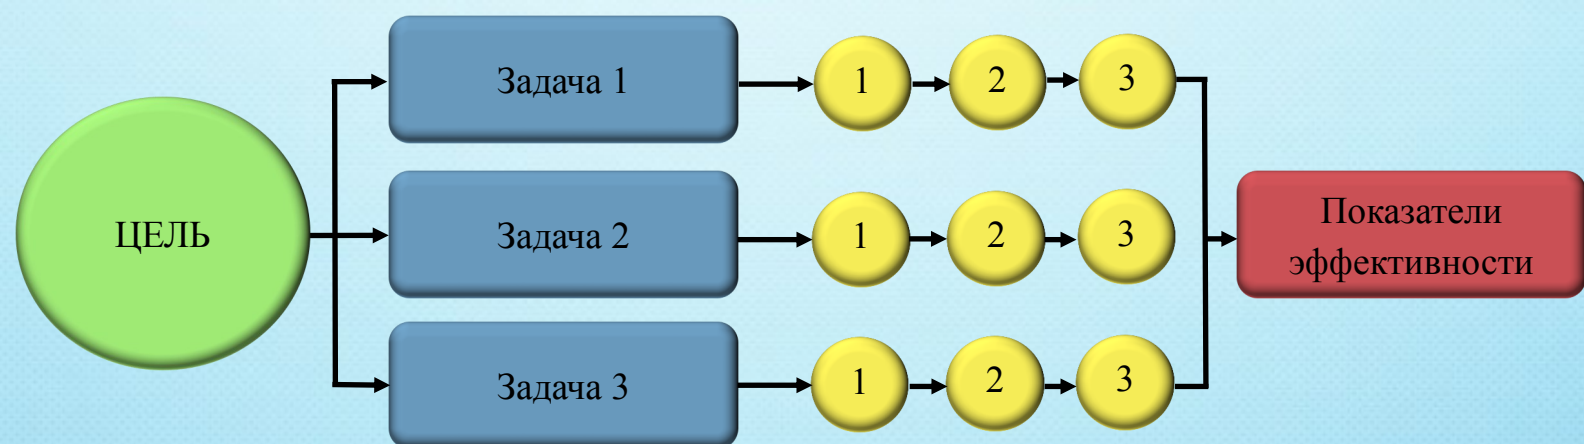 ЦЕЛЬ
Задача 1
1
2
3
Задача 2
1
2
3
Задача 3
1
2
3
Показатели
эффективности